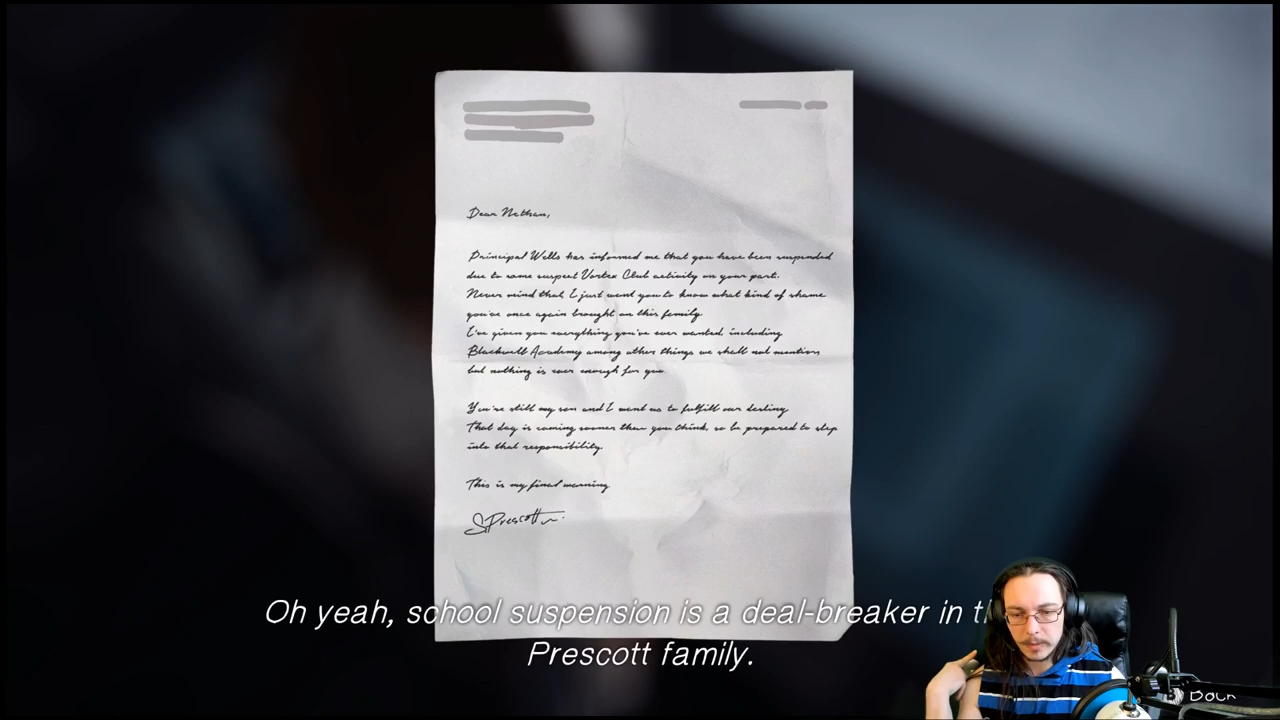 Dear Nathan,
Principal Wells has informed me that you have been suspended
due to some suspect Vortex Club activity on your part.
Never mind that, I just want you to know what kind of shame
you've once again brought on this family.
I've given you everything you've ever wanted, including
Blackwell Academy among other things we shall not mention
but nothing is ever enough for you.
You're still my son and I want us to fulfill our destiny
That day is coming sooner than you think, so be prepared to step
into that responsibility.
This is my final warning
S Prescott
Oh yeah, school suspension is a deal-breaker in
Prescott family.